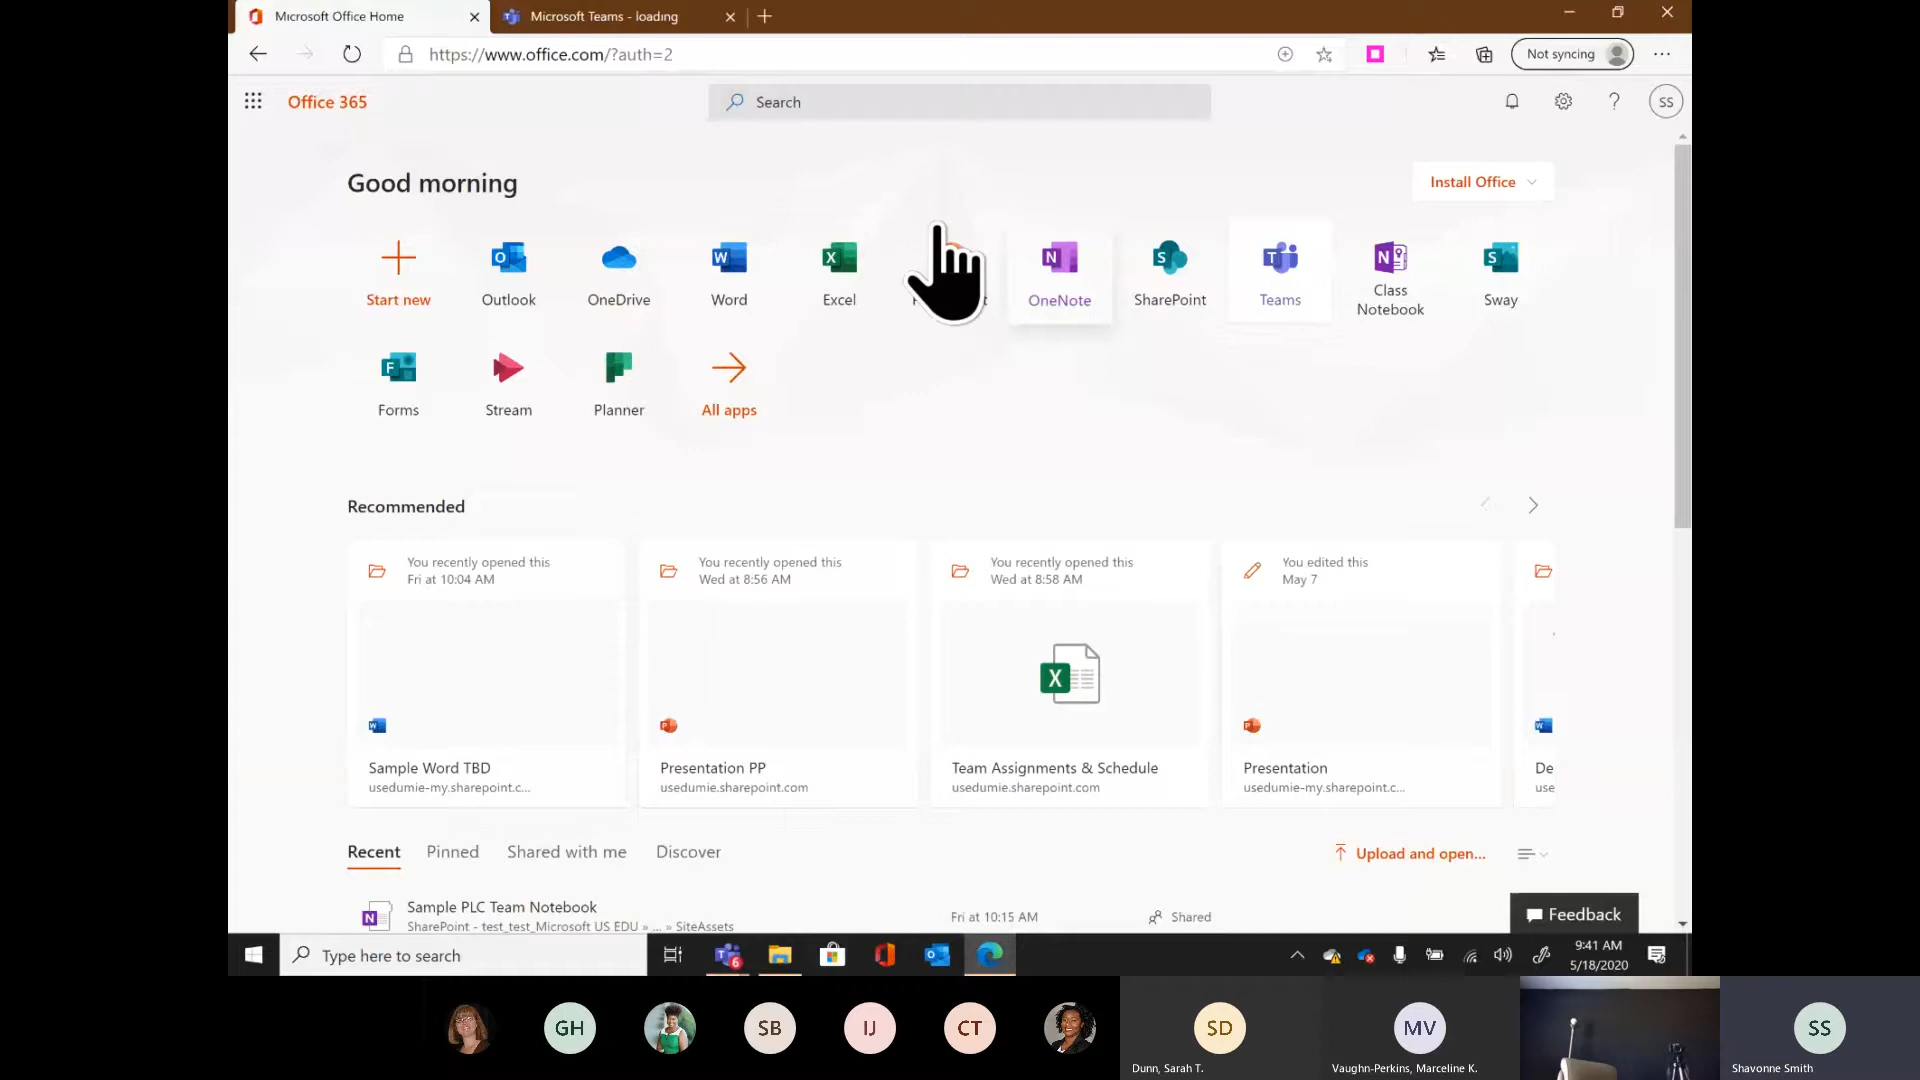 Microsoft Office Home
Microsoft Teams - loading
https://www.office.com/?auth=2
Not syncing
Office 365
Search
SS
Good morning
Install Office
Start new
Outlook
OneDrive
Word
Excel
OneNote
SharePoint
Teams
Class
Notebook
Sway
Forms
Stream
Planner
All apps
Recommended
You recently opened this
Fri at 10:04 AM
You recently opened this
Wed at 8:56 AM
You recently opened this
Wed at 8:58 AM
You edited this
May 7
Sample Word TBD
usedumie-my.sharepoint.c...
Presentation PP
usedumie.sharepoint.com
Team Assignments & Schedule
usedumie.sharepoint.com
Presentation
usedumie-my.sharepoint.c...
De
use
Recent
Pinned
Shared with me
Discover
Upload and open...
Sample PLC Team Notebook
SharePoint - test_test_Microsoft US EDU » ... » SiteAssets
Fri at 10:15 AM
Shared
Feedback
Type here to search
6
9:41 AM
5/18/2020
GH
SB
IJ
CT
SD
Dunn, Sarah T.
MV
Vaughn-Perkins, Marceline K.
SS
Shavonne Smith